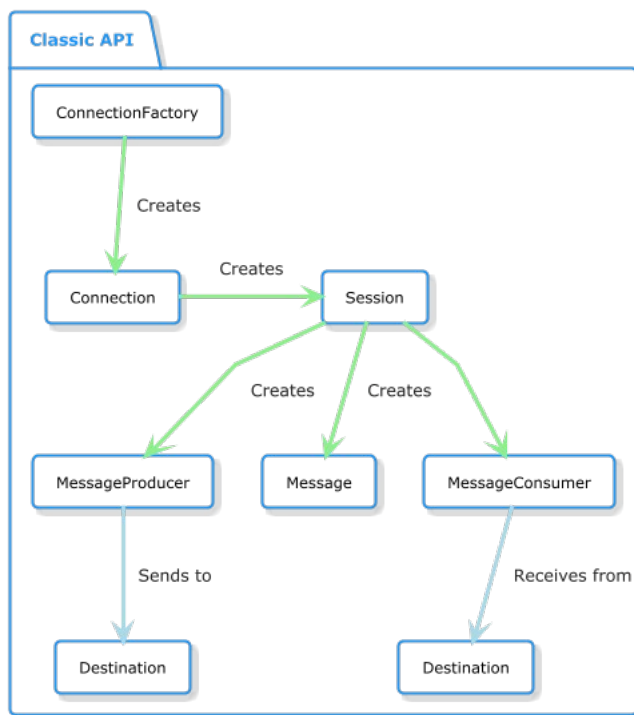 Classic API
ConnectionFactory
Creates
Creates
Connection
Session
Creates
Creates
MessageProducer
Message
MessageConsumer
Sends to
Receives from
Destination
Destination